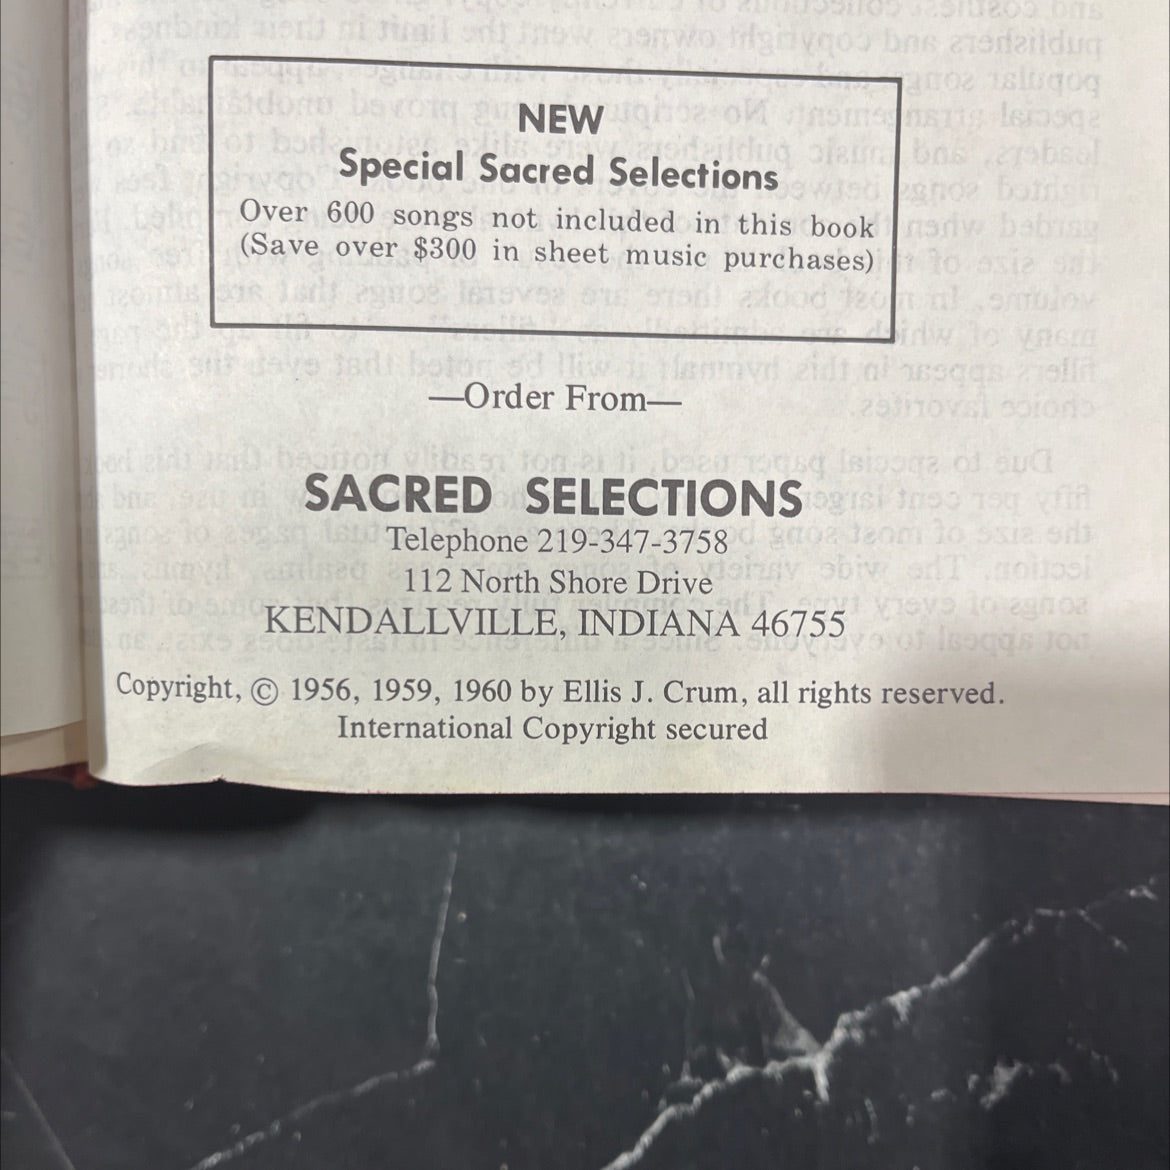 NEW
Special Sacred Selections
Over 600 songs not included in this book
(Save over $300 in sheet music purchases)
—Order From—
SACRED SELECTIONS
Telephone 219-347-3758
112 North Shore Drive
KENDALLVILLE, INDIANA 46755
Copyright, © 1956, 1959, 1960 by Ellis J. Crum, all rights reserved.
International Copyright secured